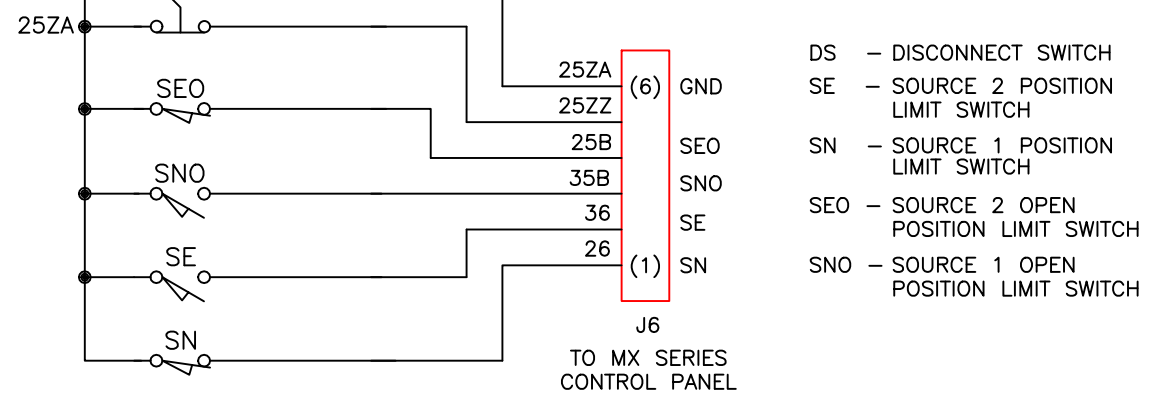 25ZA
SEO
SNO
SE
SN
25ZA
25ZZ
25B
35B
36
26
(6)
(1)
GND
SEO
SNO
SE
SN
J6
TO MX SERIES
CONTROL PANEL
DS – DISCONNECT SWITCH
SE – SOURCE 2 POSITION
LIMIT SWITCH
SN – SOURCE 1 POSITION
LIMIT SWITCH
SEO – SOURCE 2 OPEN
POSITION LIMIT SWITCH
SNO – SOURCE 1 OPEN
POSITION LIMIT SWITCH